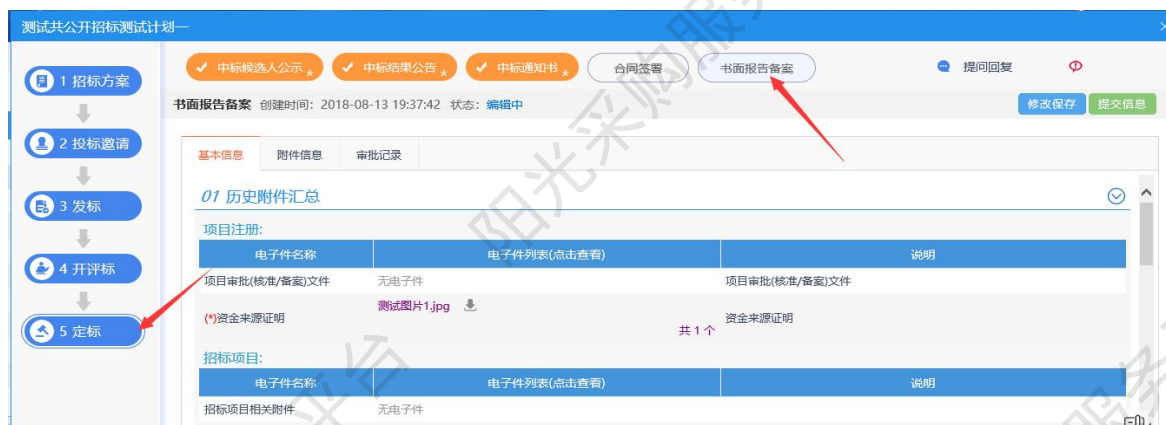 测试共公开招标测试计划一
1 招标方案
2 投标邀请
3 发标
4 开评标
5 定标
✓ 中标候选人公示 * ✓ 中标结果公告 * ✓ 中标通知书 * 合同签署 书面报告备案 提问回复
书面报告备案 创建时间：2018-08-13 19:37:42 状态：编辑中 修改保存 提交信息
基本信息 附件信息 审批记录
01 历史附件汇总
项目注册:
电子件名称 电子件列表(点击查看) 说明
项目审批(核准/备案)文件 无电子件 项目审批(核准/备案)文件
(*)资金来源证明 测试图片1.jpg 共 1 个 资金来源证明
招标项目:
电子件名称 电子件列表(点击查看) 说明
招标项目相关附件 无电子件
阳光采购服务
平台
购服务